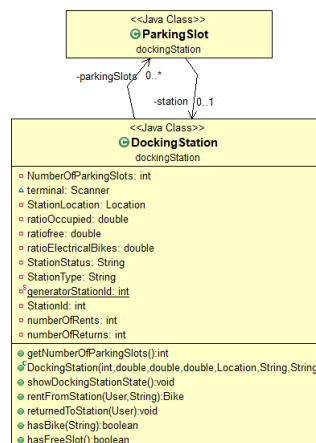 <<Java Class>>
ParkingSlot
dockingStation
-parkingSlots 0..*
-station 0..1
<<Java Class>>
DockingStation
dockingStation
NumberOfParkingSlots: int
terminal: Scanner
StationLocation: Location
ratioOccupied: double
ratiofree: double
ratioElectricalBikes: double
StationStatus: String
StationType: String
generatorStationId: int
StationId: int
numberOfRents: int
numberOfReturns: int
getNumberOfParkingSlots():int
DockingStation(int,double,double,double,Location,String,String
showDockingStationState():void
rentFromStation(User,String):Bike
returnedToStation(User):void
hasBike(String):boolean
hasFreeSlot():boolean